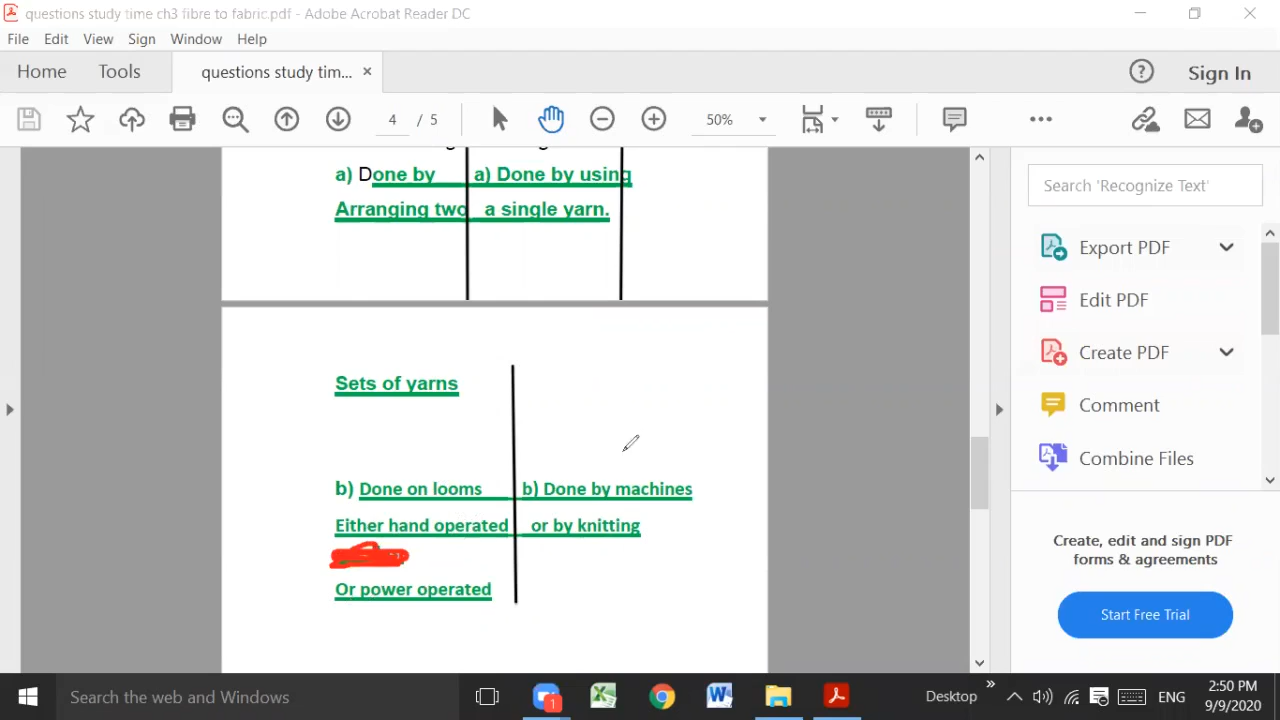 questions study time ch3 fibre to fabric.pdf - Adobe Acrobat Reader DC
File Edit View Sign Window Help
Home Tools questions study tim... ×
Sign In
4 / 5 50%
a) Done by a) Done by using
Arranging two a single yarn.
Sets of yarns
b) Done on looms b) Done by machines
Either hand operated or by knitting
Or power operated
Search 'Recognize Text'
Export PDF
Edit PDF
Create PDF
Comment
Combine Files
Create, edit and sign PDF
forms & agreements
Start Free Trial
Search the web and Windows
1
Desktop
ENG
2:50 PM
9/9/2020